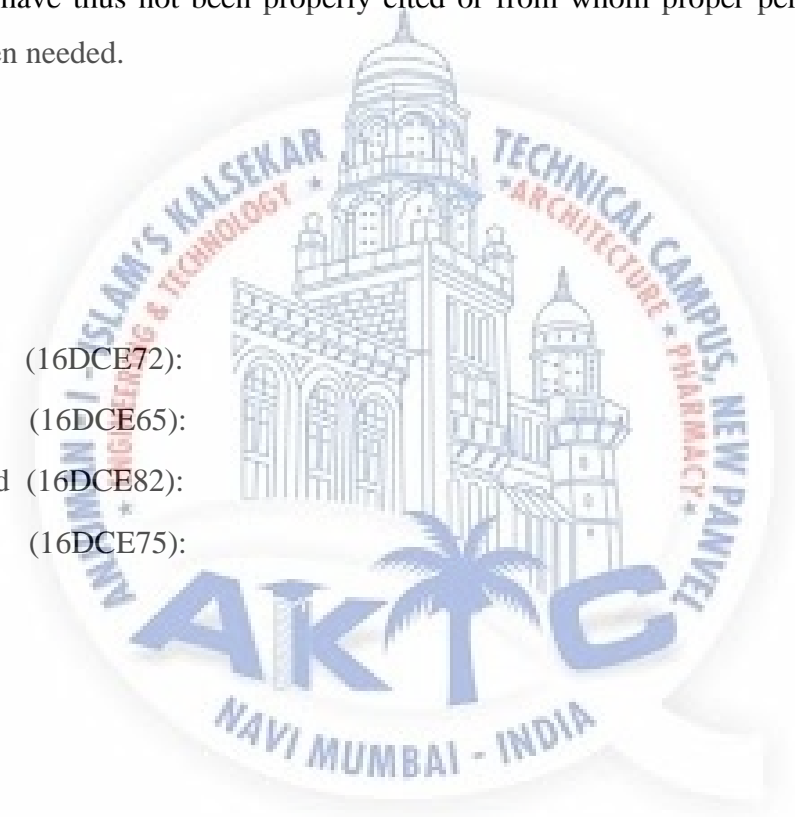 have thus not been properly cited or from whom proper per
en needed.
ANJUMAN-I-ISLAM'S KALSEKAR TECHNICAL CAMPUS, NEW PANVEL
ENGINEERING & TECHNOLOGY * *ARCHITECTURE * PHARMACY *
(16DCE72):
(16DCE65):
d (16DCE82):
(16DCE75):
AIKTC
NAVI MUMBAI - INDIA